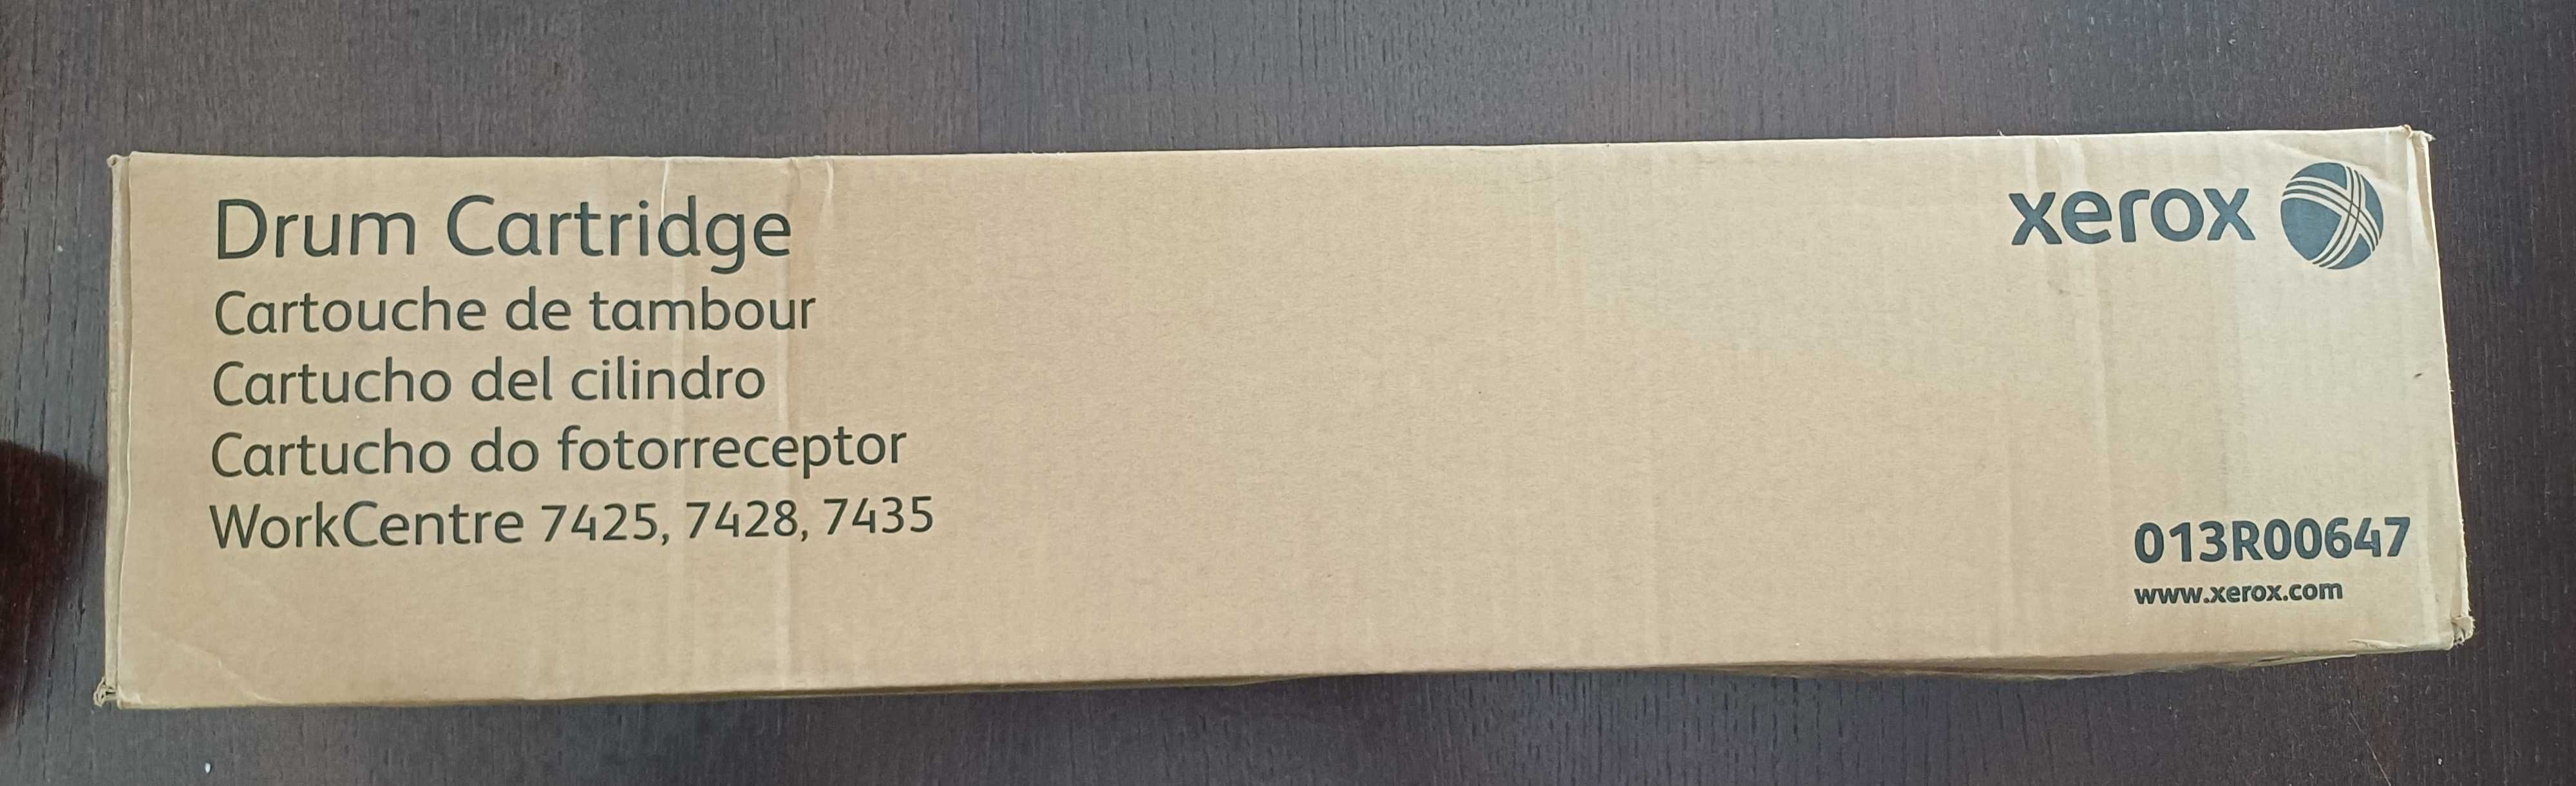 Drum Cartridge
Cartouche de tambour
Cartucho del cilindro
Cartucho do fotorreceptor
WorkCentre 7425, 7428, 7435
xerox
013R00647
www.xerox.com